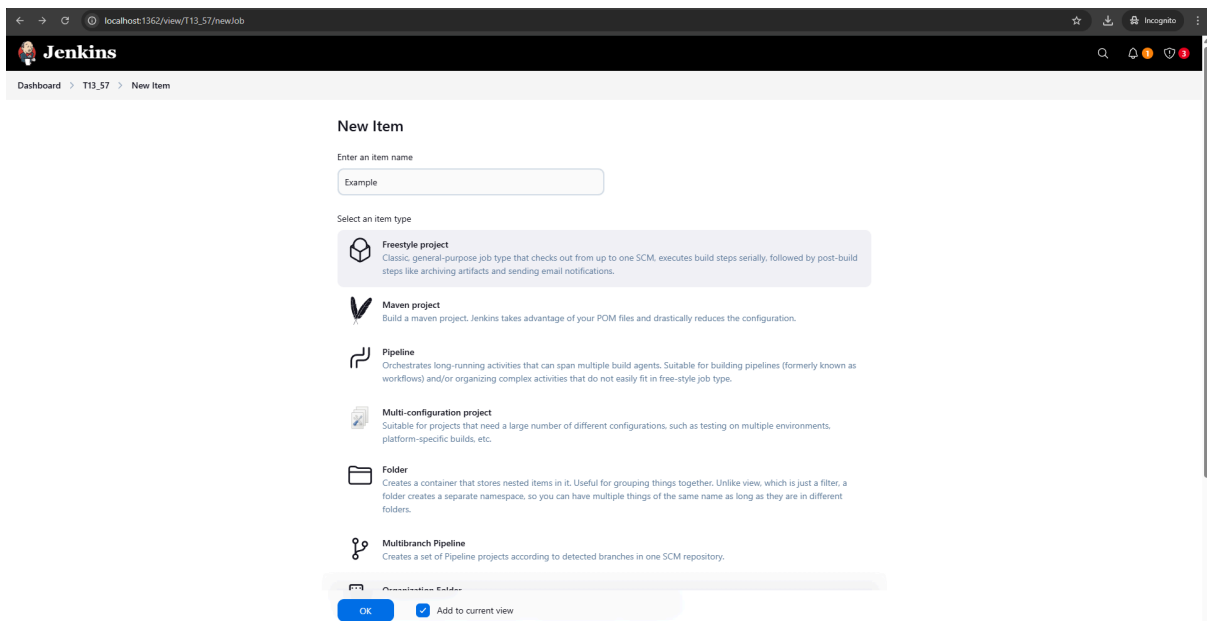 localhost:1362/view/T13_57/newJob
Incognito
Jenkins
1
3
Dashboard > T13_57 > New Item
New Item
Enter an item name
Example
Select an item type
Freestyle project
Classic, general-purpose job type that checks out from up to one SCM, executes build steps serially, followed by post-build
steps like archiving artifacts and sending email notifications.
Maven project
Build a maven project. Jenkins takes advantage of your POM files and drastically reduces the configuration.
Pipeline
Orchestrates long-running activities that can span multiple build agents. Suitable for building pipelines (formerly known as
workflows) and/or organizing complex activities that do not easily fit in free-style job type.
Multi-configuration project
Suitable for projects that need a large number of different configurations, such as testing on multiple environments,
platform-specific builds, etc.
Folder
Creates a container that stores nested items in it. Useful for grouping things together. Unlike view, which is just a filter, a
folder creates a separate namespace, so you can have multiple things of the same name as long as they are in different
folders.
Multibranch Pipeline
Creates a set of Pipeline projects according to detected branches in one SCM repository.
Organization Folder
OK
Add to current view